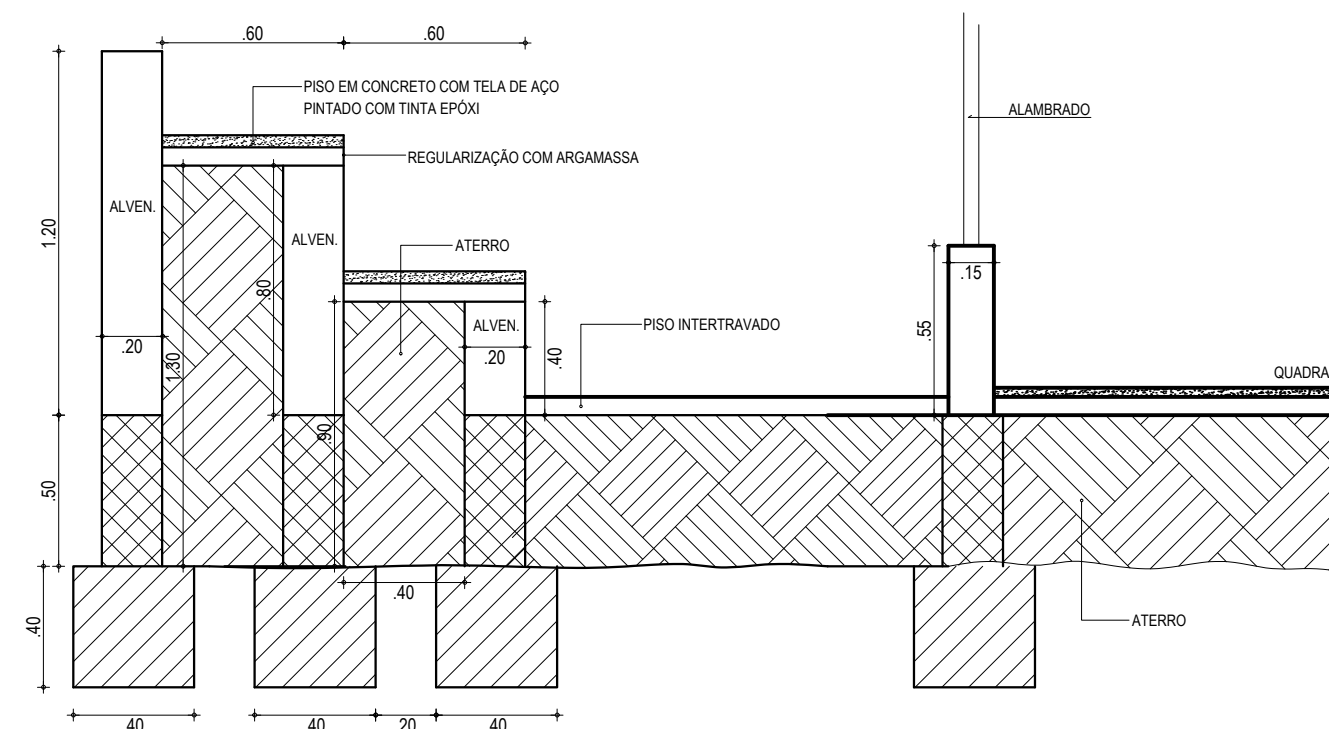 .60
.60
PISO EM CONCRETO COM TELA DE AÇO
PINTADO COM TINTA EPÓXI
ALAMBRADO
REGULARIZAÇÃO COM ARGAMASSA
ALVEN.
1.20
ALVEN.
ATERRO
.80
.15
PISO INTERTRAVADO
ALVEN.
.55
.20
.20
.40
1.30
QUADRA
.90
.50
.40
.40
ATERRO
40
40
20
40